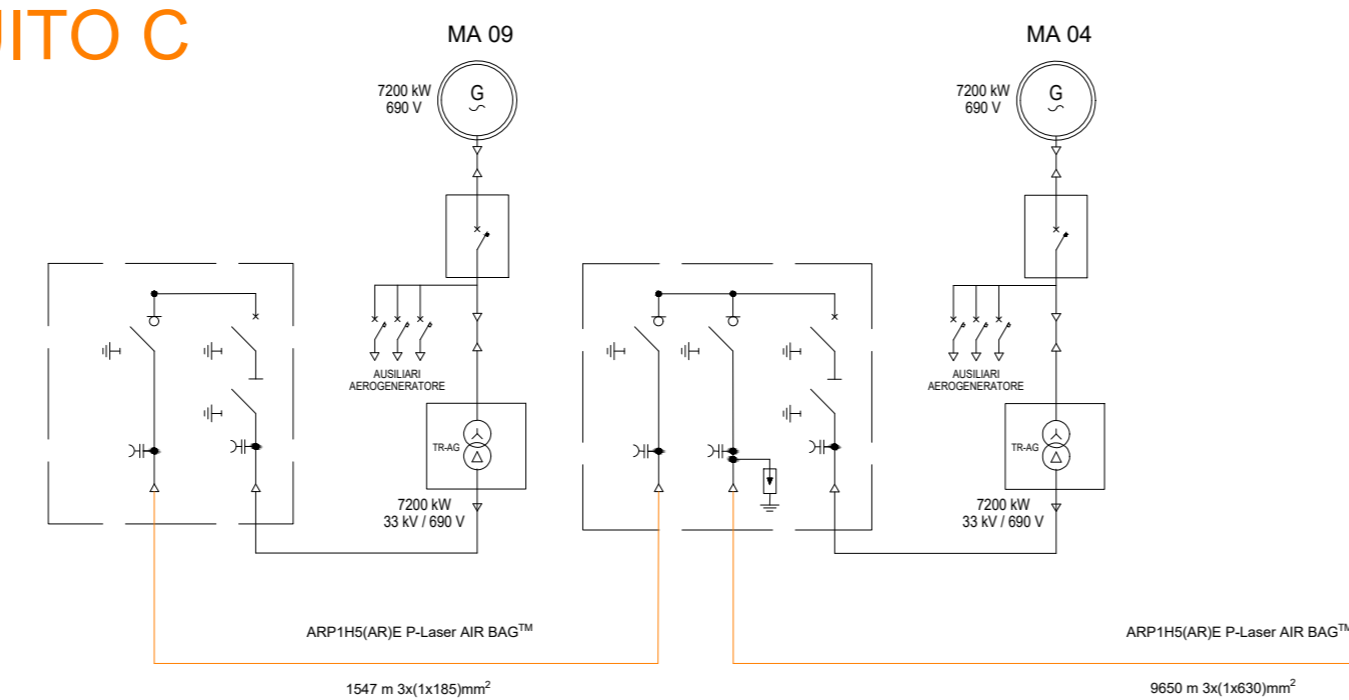 UITO C
MA 09
7200 kW
690 V
G
AUSILIARI
AEROGENERATORE
TR-AG
7200 kW
33 kV / 690 V
MA 04
7200 kW
690 V
G
AUSILIARI
AEROGENERATORE
TR-AG
7200 kW
33 kV / 690 V
ARP1H5(AR)E P-Laser AIR BAG™
1547 m 3x(1x185)mm²
ARP1H5(AR)E P-Laser AIR BAG™
9650 m 3x(1x630)mm²